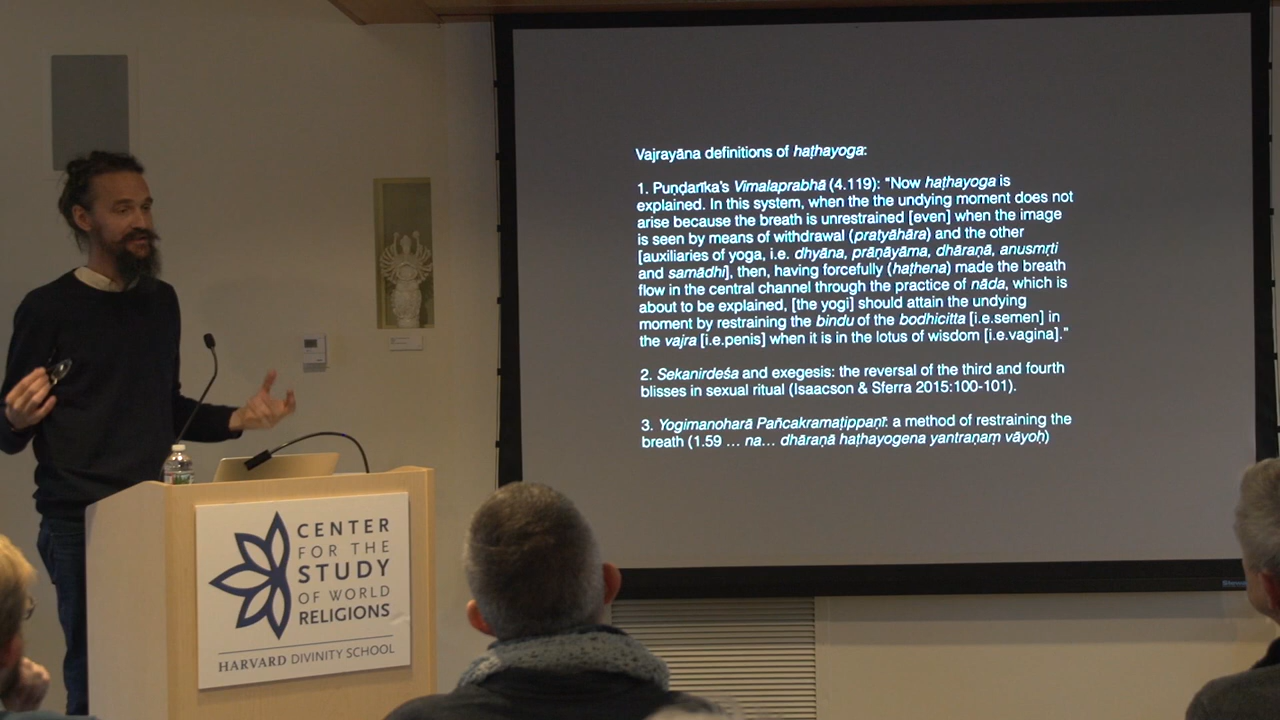 Vajrayāna definitions of haṭhayoga:
1. Puṇḍarīka's Vimalaprabhā (4.119): "Now haṭhayoga is
explained. In this system, when the the undying moment does not
arise because the breath is unrestrained [even] when the image
is seen by means of withdrawal (pratyāhāra) and the other
[auxiliaries of yoga, i.e. dhyāna, prāṇāyāma, dhāraṇā, anusmṛti
and samādhi], then, having forcefully (haṭhena) made the breath
flow in the central channel through the practice of nāda, which is
about to be explained, [the yogi] should attain the undying
moment by restraining the bindu of the bodhicitta [i.e.semen] in
the vajra [i.e.penis] when it is in the lotus of wisdom [i.e.vagina]."
2. Sekanirdeśa and exegesis: the reversal of the third and fourth
blisses in sexual ritual (Isaacson & Sferra 2015:100-101).
3. Yogimanoharā Pañcakramaṭippaṇī: a method of restraining the
breath (1.59 ... na... dhāraṇā haṭhayogena yantraṇaṃ vāyoḥ)
CENTER
FOR THE
STUDY
OF WORLD
RELIGIONS
HARVARD DIVINITY SCHOOL